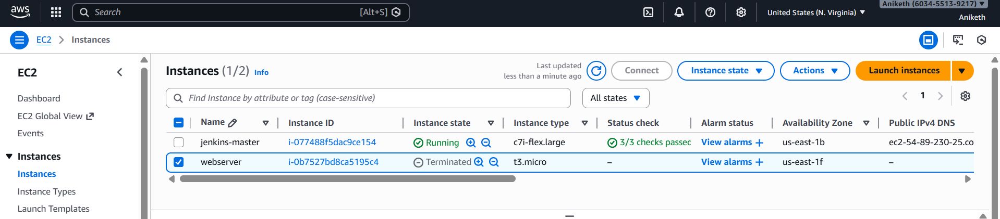 aws
Search [Alt+S]
United States (N. Virginia)
Aniketh (6034-5513-9217)
Aniketh
EC2 Instances
EC2
Dashboard
EC2 Global View
Events
Instances
Instances
Instance Types
Launch Templates
Instances (1/2) Info
Last updated
less than a minute ago
Connect
Instance state
Actions
Launch instances
Find Instance by attribute or tag (case-sensitive)
All states
1
Name Instance ID Instance state Instance type Status check Alarm status Availability Zone Public IPv4 DNS
jenkins-master i-077488f5dac9ce154 Running c7i-flex.large 3/3 checks passec View alarms + us-east-1b ec2-54-89-230-25.co
webserver i-0b7527bd8ca5195c4 Terminated t3.micro – View alarms + us-east-1f –